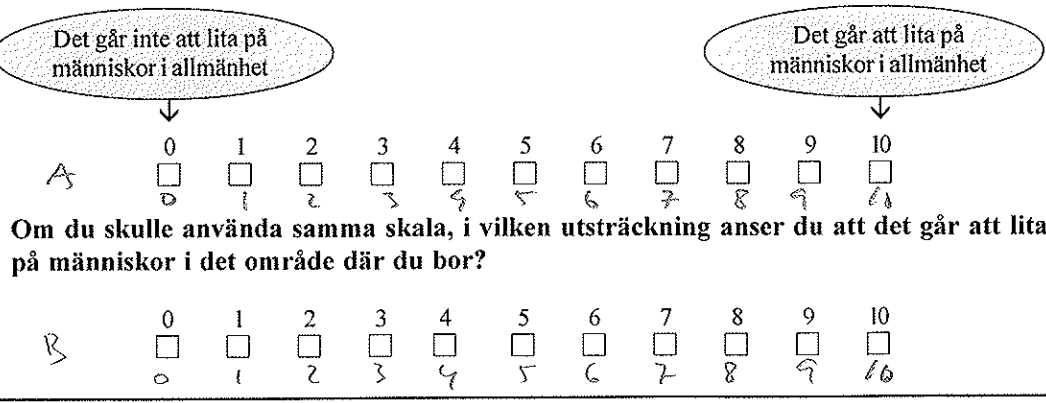 Det går inte att lita på
människor i allmänhet
Det går att lita på
människor i allmänhet
0 1 2 3 4 5 6 7 8 9 10
A
0 1 2 3 4 5 6 7 8 9 10
Om du skulle använda samma skala, i vilken utsträckning anser du att det går att lita
på människor i det område där du bor?
0 1 2 3 4 5 6 7 8 9 10
B
0 1 2 3 4 5 6 7 8 9 10